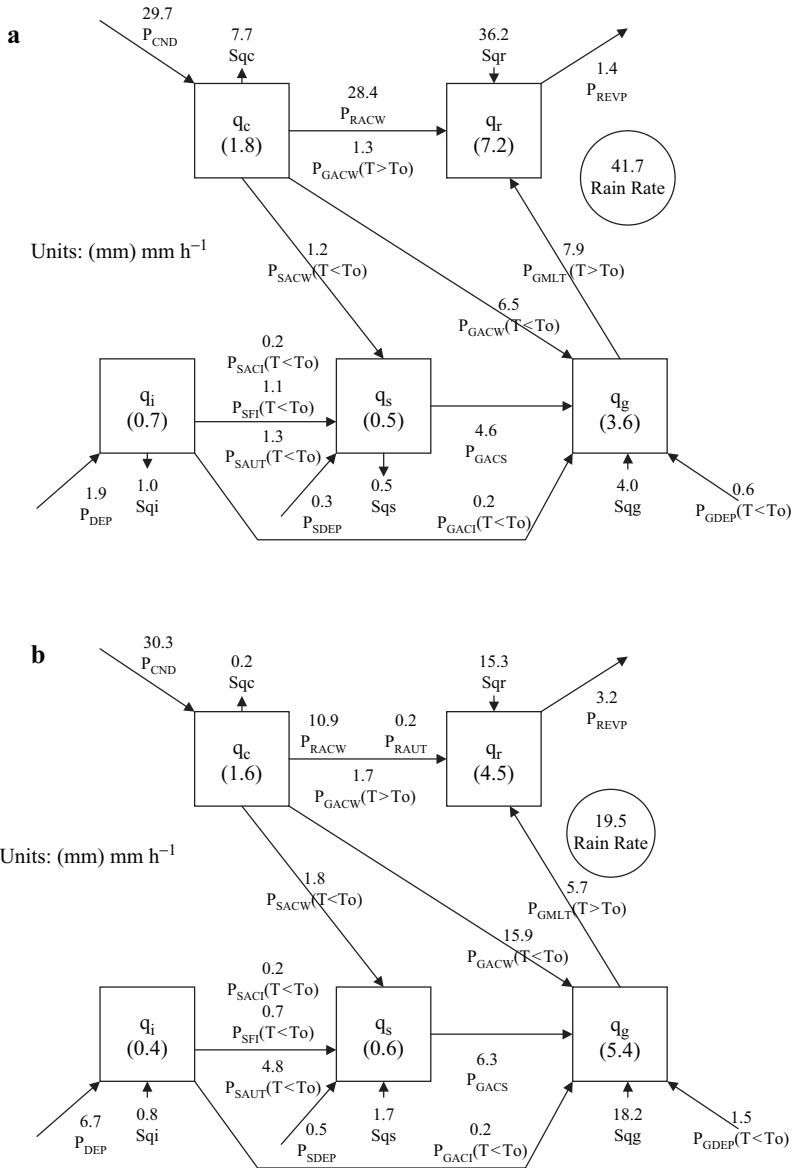 a
29.7
P_CND
7.7
Sqc
36.2
Sqr
1.4
P_REVP
q_c
(1.8)
28.4
P_RACW
1.3
P_GACW(T>To)
q_r
(7.2)
41.7
Rain Rate
Units: (mm) mm h⁻¹
1.2
P_SACW(T<To)
6.5
P_GACW(T<To)
7.9
P_GMLT(T>To)
q_i
(0.7)
0.2
P_SACI(T<To)
1.1
P_SFI(T<To)
1.3
P_SAUT(T<To)
q_s
(0.5)
4.6
P_GACS
q_g
(3.6)
1.9
P_DEP
1.0
Sqi
0.3
P_SDEP
0.5
Sqs
0.2
P_GACI(T<To)
4.0
Sqg
0.6
P_GDEP(T<To)
b
30.3
P_CND
0.2
Sqc
15.3
Sqr
3.2
P_REVP
q_c
(1.6)
10.9
P_RACW
0.2
P_RAUT
1.7
P_GACW(T>To)
q_r
(4.5)
19.5
Rain Rate
Units: (mm) mm h⁻¹
1.8
P_SACW(T<To)
15.9
P_GACW(T<To)
5.7
P_GMLT(T>To)
q_i
(0.4)
0.2
P_SACI(T<To)
0.7
P_SFI(T<To)
4.8
P_SAUT(T<To)
q_s
(0.6)
6.3
P_GACS
q_g
(5.4)
6.7
P_DEP
0.8
Sqi
0.5
P_SDEP
1.7
Sqs
0.2
P_GACI(T<To)
18.2
Sqg
1.5
P_GDEP(T<To)